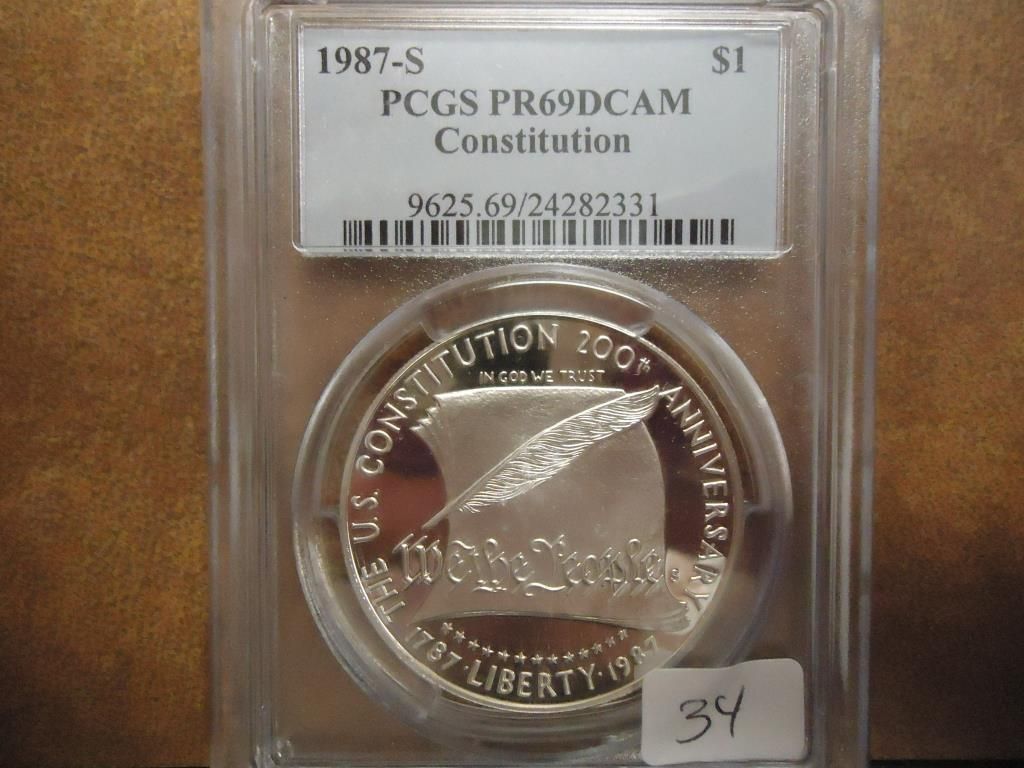 1987-S $1
PCGS PR69DCAM
Constitution
9625.69/24282331
THE U.S. CONSTITUTION 200TH ANNIVERSARY
IN GOD WE TRUST
We the People
S
1787 · LIBERTY · 1987
34